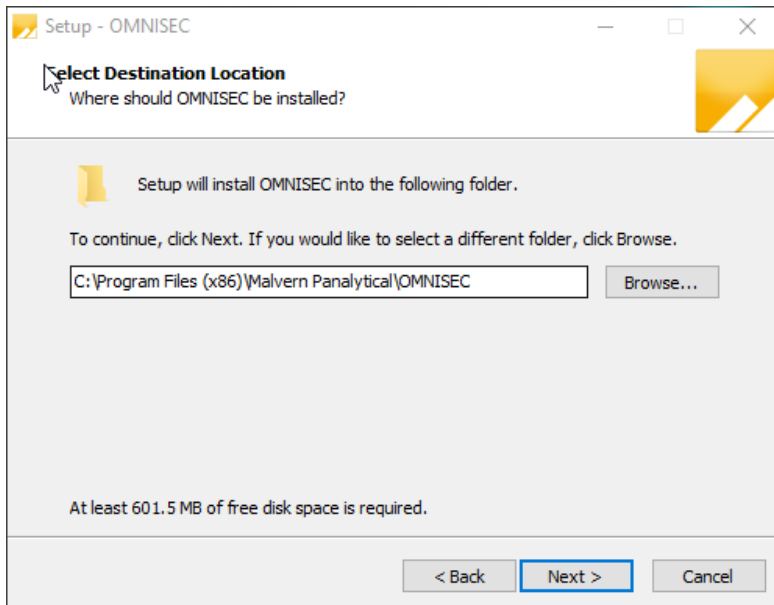 Setup - OMNISEC
Select Destination Location
Where should OMNISEC be installed?
Setup will install OMNISEC into the following folder.
To continue, click Next. If you would like to select a different folder, click Browse.
C:\Program Files (x86)\Malvern Panalytical\OMNISEC
Browse...
At least 601.5 MB of free disk space is required.
< Back
Next >
Cancel